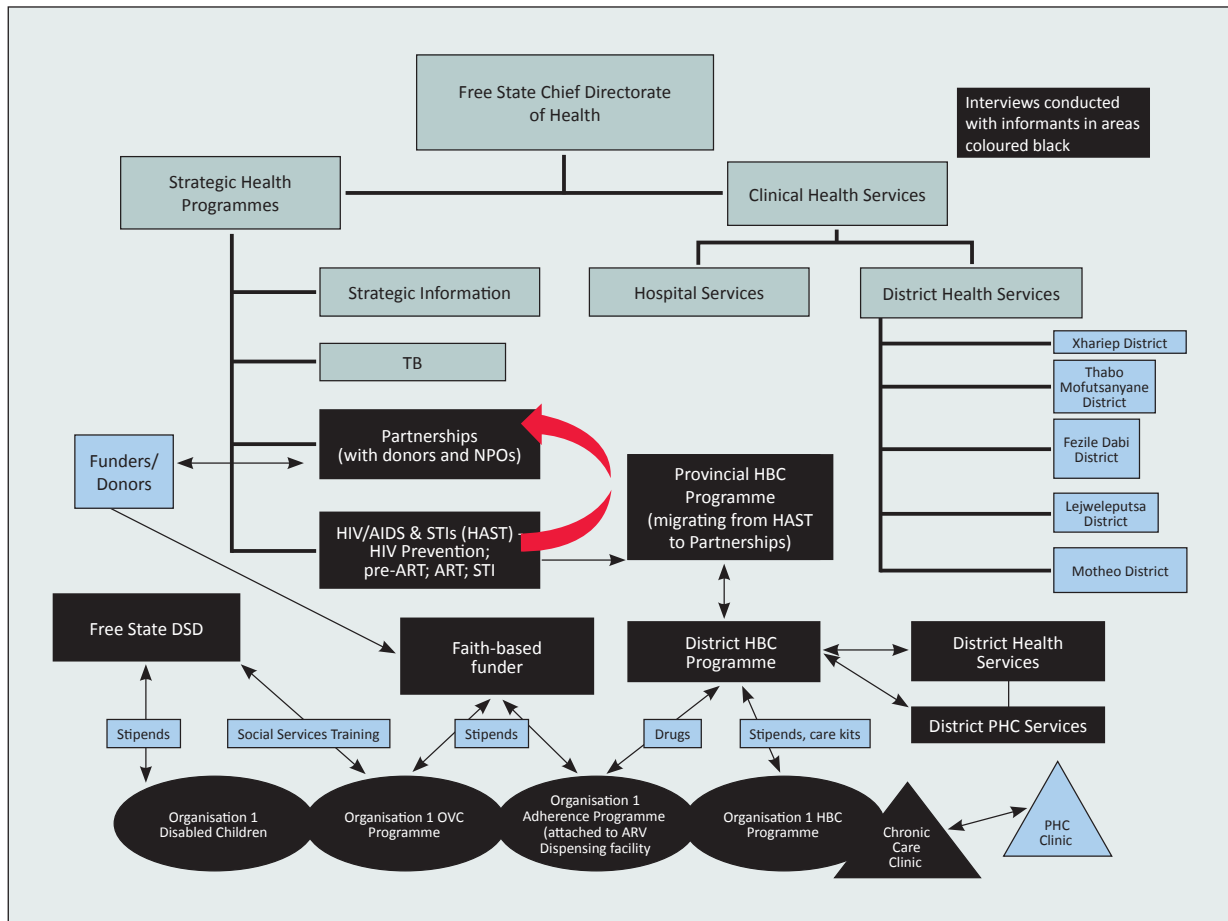 Free State Chief Directorate
of Health
Interviews conducted
with informants in areas
coloured black
Strategic Health
Programmes
Clinical Health Services
Strategic Information
Hospital Services
District Health Services
Xhariep District
TB
Thabo
Mofutsanyane
District
Partnerships
(with donors and NPOs)
Funders/
Donors
Fezile Dabi
District
Provincial HBC
Programme
(migrating from HAST
to Partnerships)
Lejweleputsa
District
HIV/AIDS & STIs (HAST) -
HIV Prevention;
pre-ART; ART; STI
Motheo District
Free State DSD
Faith-based
funder
District HBC
Programme
District Health
Services
District PHC Services
Stipends
Social Services Training
Stipends
Drugs
Stipends, care kits
Organisation 1
Disabled Children
Organisation 1 OVC
Programme
Organisation 1
Adherence Programme
(attached to ARV
Dispensing facility
Organisation 1 HBC
Programme
Chronic
Care
Clinic
PHC
Clinic